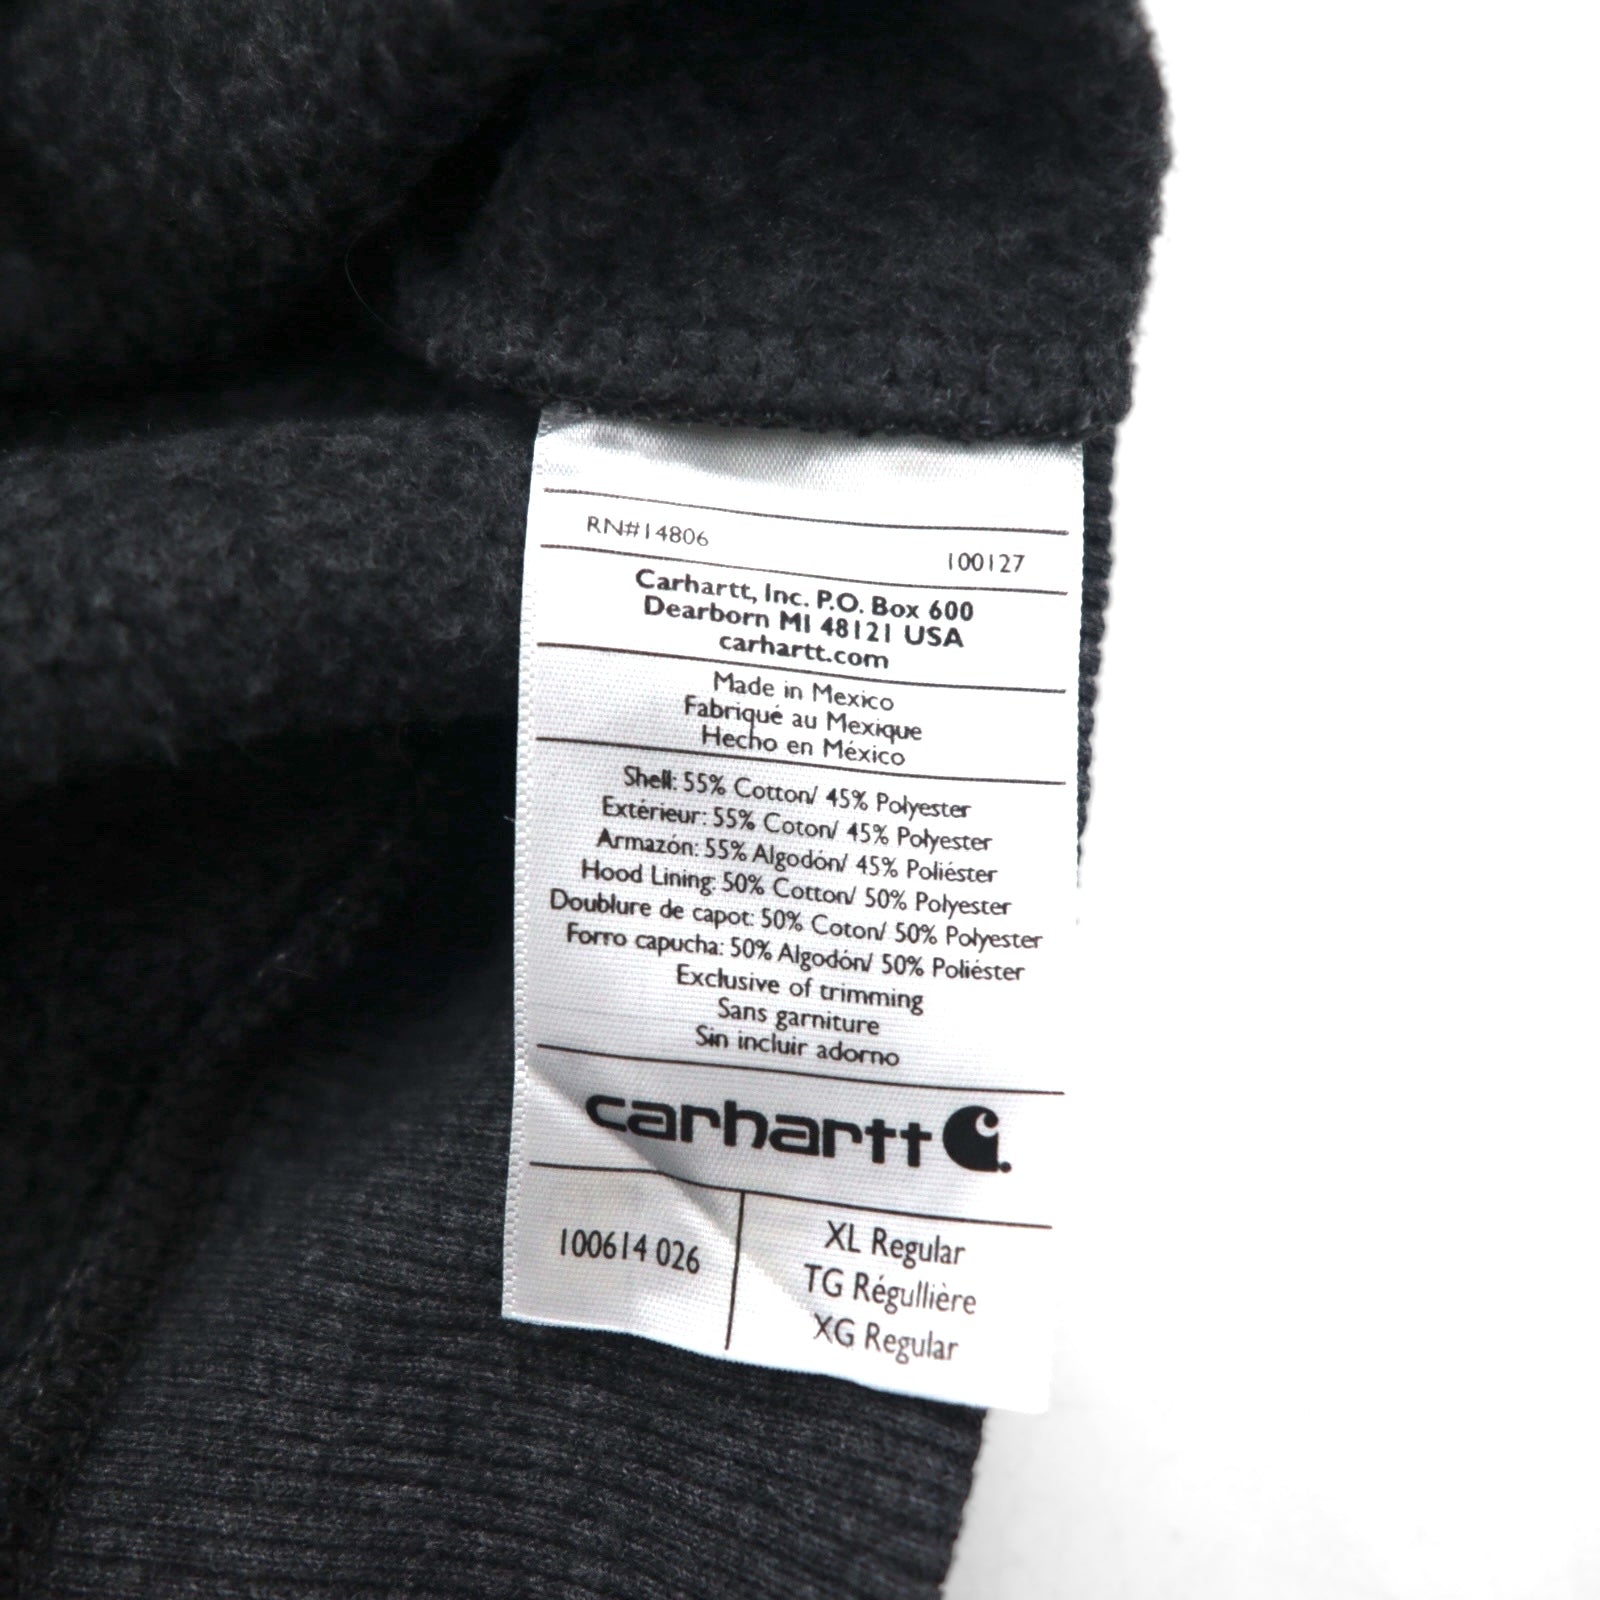 RN#14806
100127
Carhartt, Inc. P.O. Box 600
Dearborn MI 48121 USA
carhartt.com
Made in Mexico
Fabriqué au Mexique
Hecho en México
Shell: 55% Cotton/ 45% Polyester
Extérieur: 55% Coton/ 45% Polyester
Armazón: 55% Algodón/ 45% Poliéster
Hood Lining: 50% Cotton/ 50% Polyester
Doublure de capot: 50% Coton/ 50% Polyester
Forro capucha: 50% Algodón/ 50% Poliéster
Exclusive of trimming
Sans garniture
Sin incluir adorno
carhartt
100614 026
XL Regular
TG Régullière
XG Regular